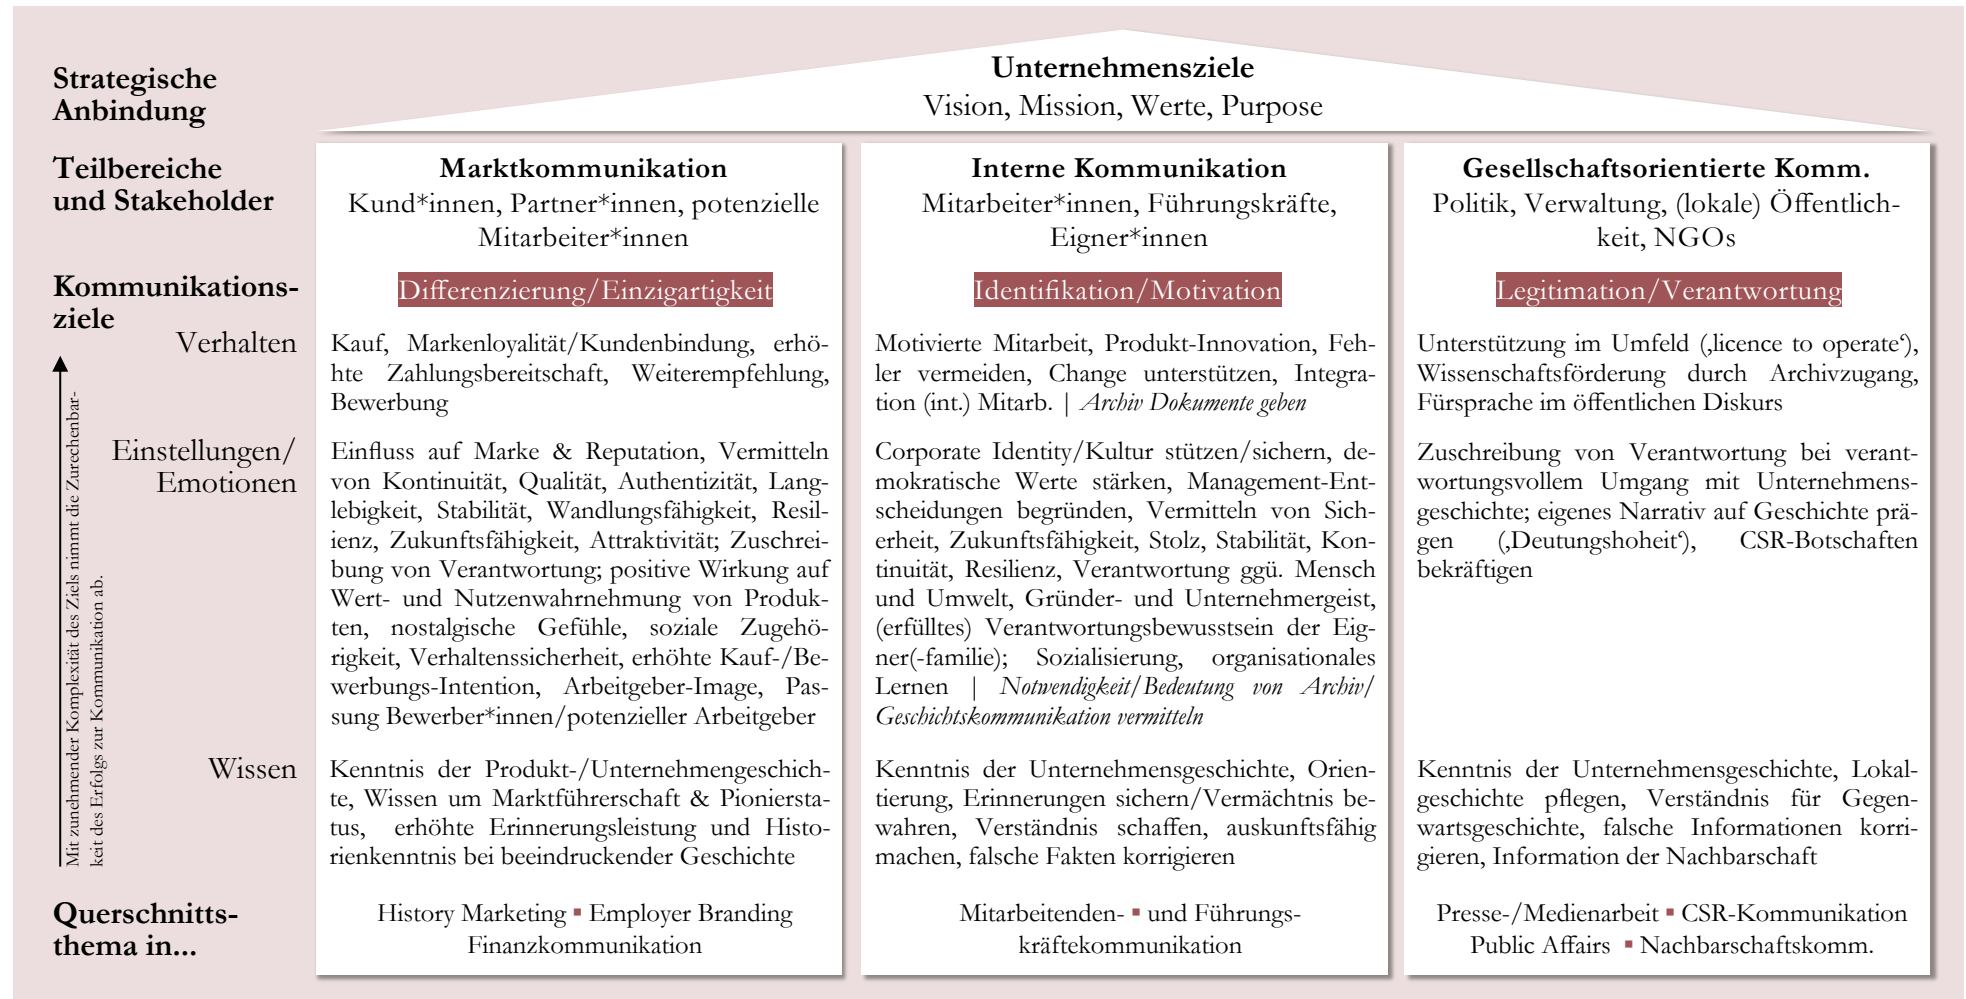 Strategische
Anbindung
Unternehmensziele
Vision, Mission, Werte, Purpose
Teilbereiche
und Stakeholder
Marktkommunikation
Kund*innen, Partner*innen, potenzielle
Mitarbeiter*innen
Interne Kommunikation
Mitarbeiter*innen, Führungskräfte,
Eigner*innen
Gesellschaftsorientierte Komm.
Politik, Verwaltung, (lokale) Öffentlich-
keit, NGOs
Kommunikations-
ziele
Differenzierung/Einzigartigkeit
Identifikation/Motivation
Legitimation/Verantwortung
Mit zunehmender Komplexität des Ziels nimmt die Zurechenbar-
keit des Erfolgs zur Kommunikation ab.
Verhalten
Kauf, Markenloyalität/Kundenbindung, erhö-
hte Zahlungsbereitschaft, Weiterempfehlung,
Bewerbung
Motivierte Mitarbeit, Produkt-Innovation, Feh-
ler vermeiden, Change unterstützen, Integra-
tion (int.) Mitarb. | Archiv Dokumente geben
Unterstützung im Umfeld (‚licence to operate‘),
Wissenschaftsförderung durch Archivzugang,
Fürsprache im öffentlichen Diskurs
Einstellungen/
Emotionen
Einfluss auf Marke & Reputation, Vermitteln
von Kontinuität, Qualität, Authentizität, Lang-
lebigkeit, Stabilität, Wandlungsfähigkeit, Resil-
ienz, Zukunftsfähigkeit, Attraktivität; Zuschrei-
bung von Verantwortung; positive Wirkung auf
Wert- und Nutzenwahrnehmung von Produk-
ten, nostalgische Gefühle, soziale Zugehö-
rigkeit, Verhaltenssicherheit, erhöhte Kauf-/Be-
werbungs-Intention, Arbeitgeber-Image, Pas-
sung Bewerber*innen/potenzieller Arbeitgeber
Corporate Identity/Kultur stützen/sichern, de-
mokratische Werte stärken, Management-Ent-
scheidungen begründen, Vermitteln von Sich-
erheit, Zukunftsfähigkeit, Stolz, Stabilität, Kon-
tinuität, Resilienz, Verantwortung ggü. Mensch
und Umwelt, Gründer- und Unternehmergeist,
(erfülltes) Verantwortungsbewusstsein der Eig-
ner(-familie); Sozialisierung, organisationales
Lernen | Notwendigkeit/Bedeutung von Archiv/
Geschichtskommunikation vermitteln
Zuschreibung von Verantwortung bei verant-
wortungsvollem Umgang mit Unternehmens-
geschichte; eigenes Narrativ auf Geschichte prä-
gen (‚Deutungshoheit‘), CSR-Botschaften
bekräftigen
Wissen
Kenntnis der Produkt-/Unternehmengeschich-
te, Wissen um Marktführerschaft & Piniersta-
tus, erhöhte Erinnerungsleistung und Histo-
rienkenntnis bei beeindruckender Geschichte
Kenntnis der Unternehmensgeschichte, Orien-
tierung, Erinnerungen sichern/Vermächtnis be-
wahren, Verständnis schaffen, auskunftsfähig
machen, falsche Fakten korrigieren
Kenntnis der Unternehmensgeschichte, Lokal-
geschichte pflegen, Verständnis für Gegen-
wartsgeschichte, falsche Informationen korri-
gieren, Information der Nachbarschaft
Querschnitts-
thema in...
History Marketing ▪ Employer Branding
Finanzkommunikation
Mitarbeitenden- ▪ und Führungs-
kräftekommunikation
Presse-/Medienarbeit ▪ CSR-Kommunikation
Public Affairs ▪ Nachbarschaftskomm.